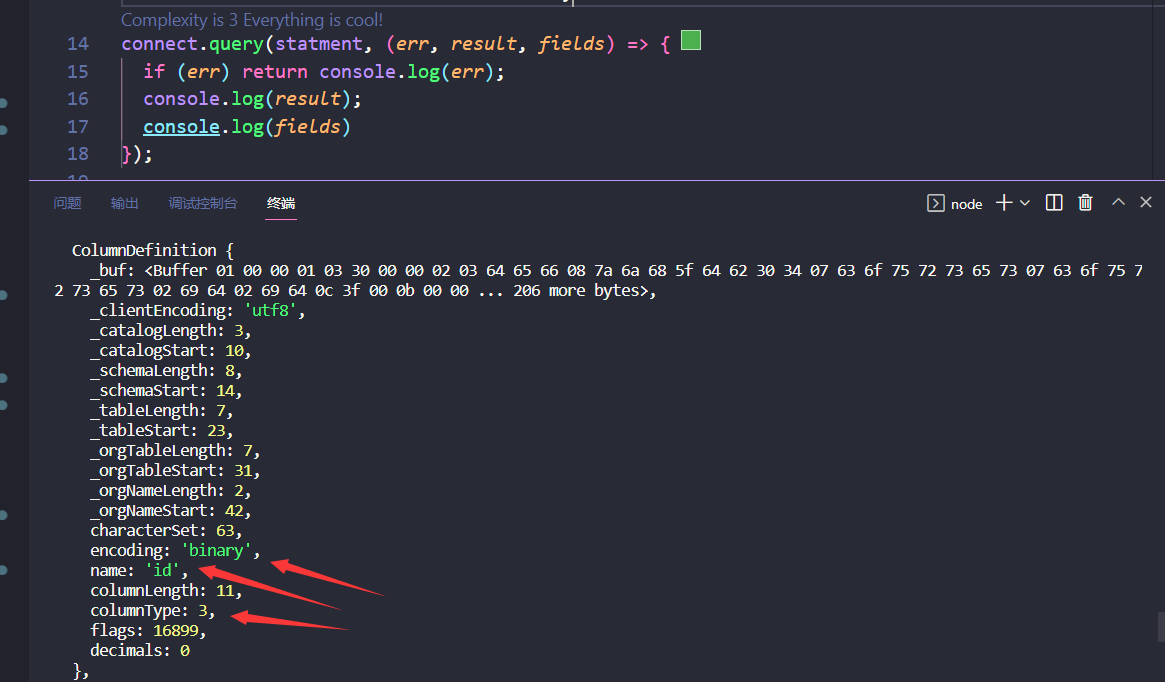 Complexity is 3 Everything is cool!
14 connect.query(statment, (err, result, fields) => {
15 if (err) return console.log(err);
16 console.log(result);
17 console.log(fields)
18 });
问题 输出 调试控制台 终端 node
ColumnDefinition {
_buf: <Buffer 01 00 00 01 03 30 00 00 02 03 64 65 66 08 7a 6a 68 5f 64 62 30 34 07 63 6f 75 72 73 65 73 07 63 6f 75 7
2 73 65 73 02 69 64 02 69 64 0c 3f 00 0b 00 00 ... 206 more bytes>,
_clientEncoding: 'utf8',
_catalogLength: 3,
_catalogStart: 10,
_schemaLength: 8,
_schemaStart: 14,
_tableLength: 7,
_tableStart: 23,
_orgTableLength: 7,
_orgTableStart: 31,
_orgNameLength: 2,
_orgNameStart: 42,
characterSet: 63,
encoding: 'binary',
name: 'id',
columnLength: 11,
columnType: 3,
flags: 16899,
decimals: 0
},